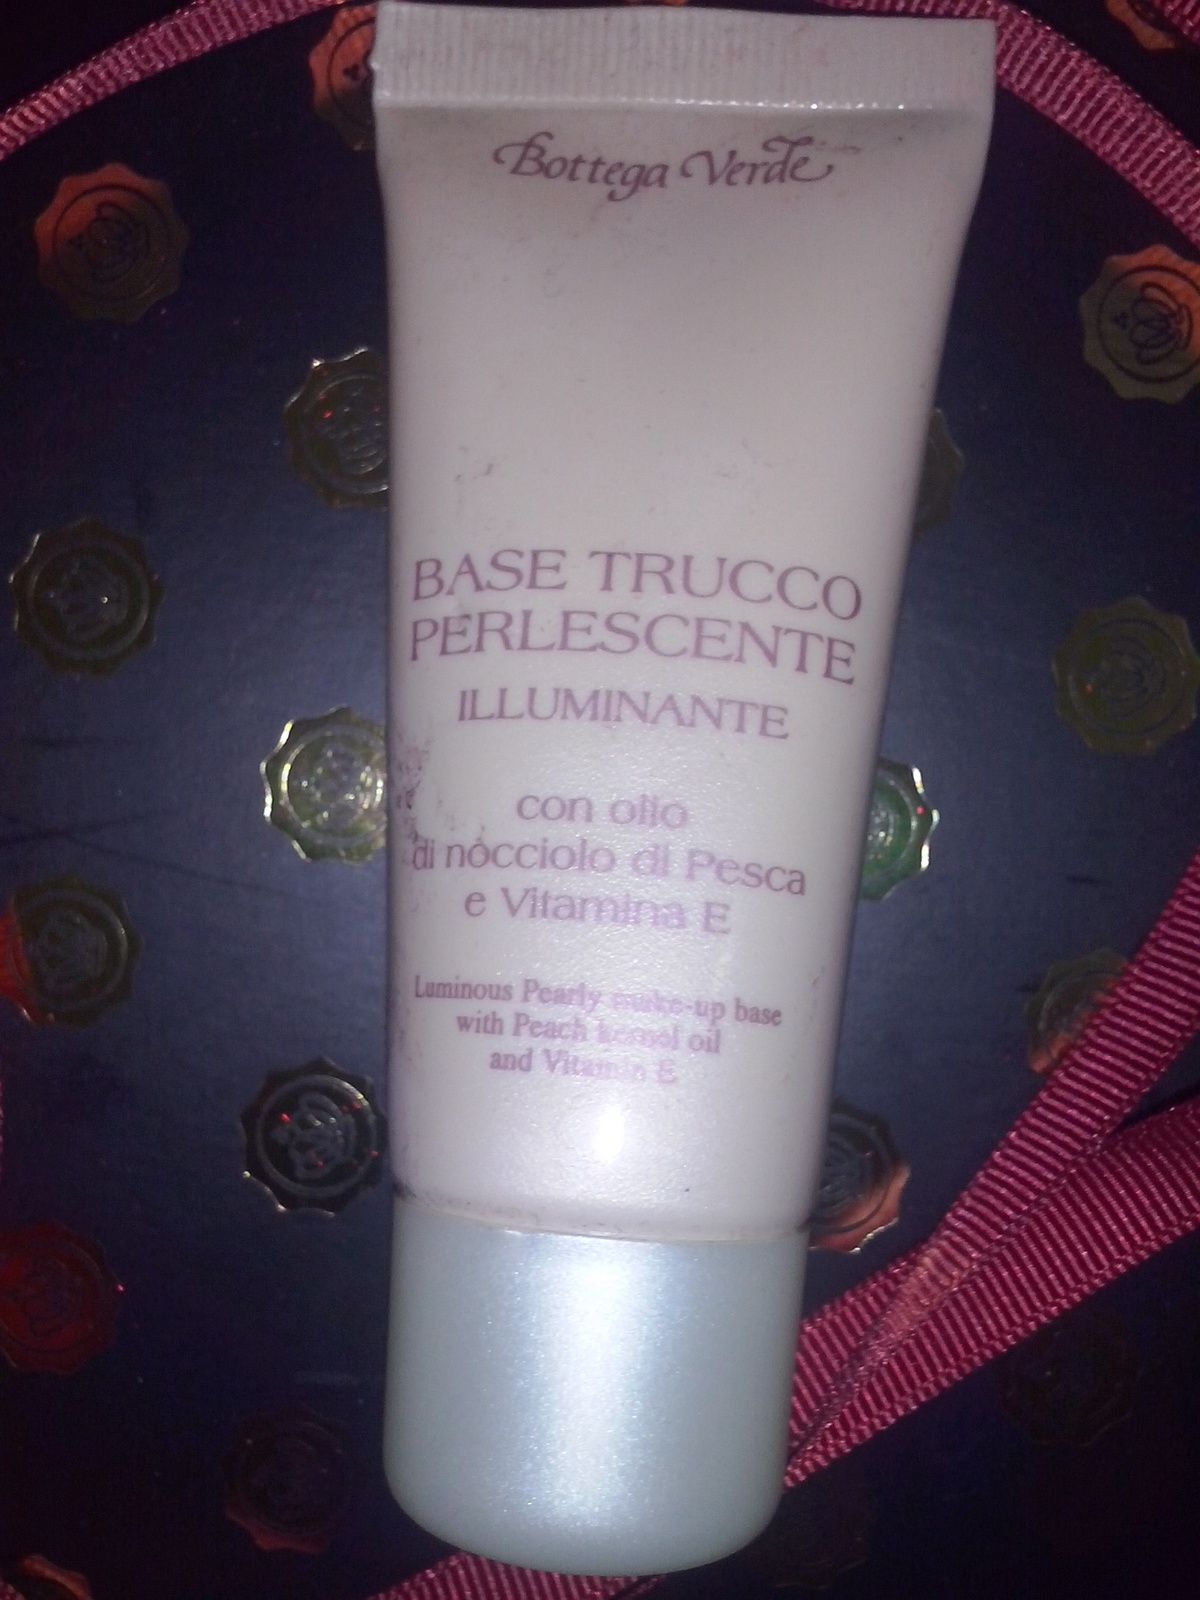 Bottega Verde
BASE TRUCCO
PERLESCENTE
ILLUMINANTE
con olio
di nocciolo di Pesca
e Vitamina E
Luminous Pearly make-up base
with Peach kernel oil
and Vitamin E